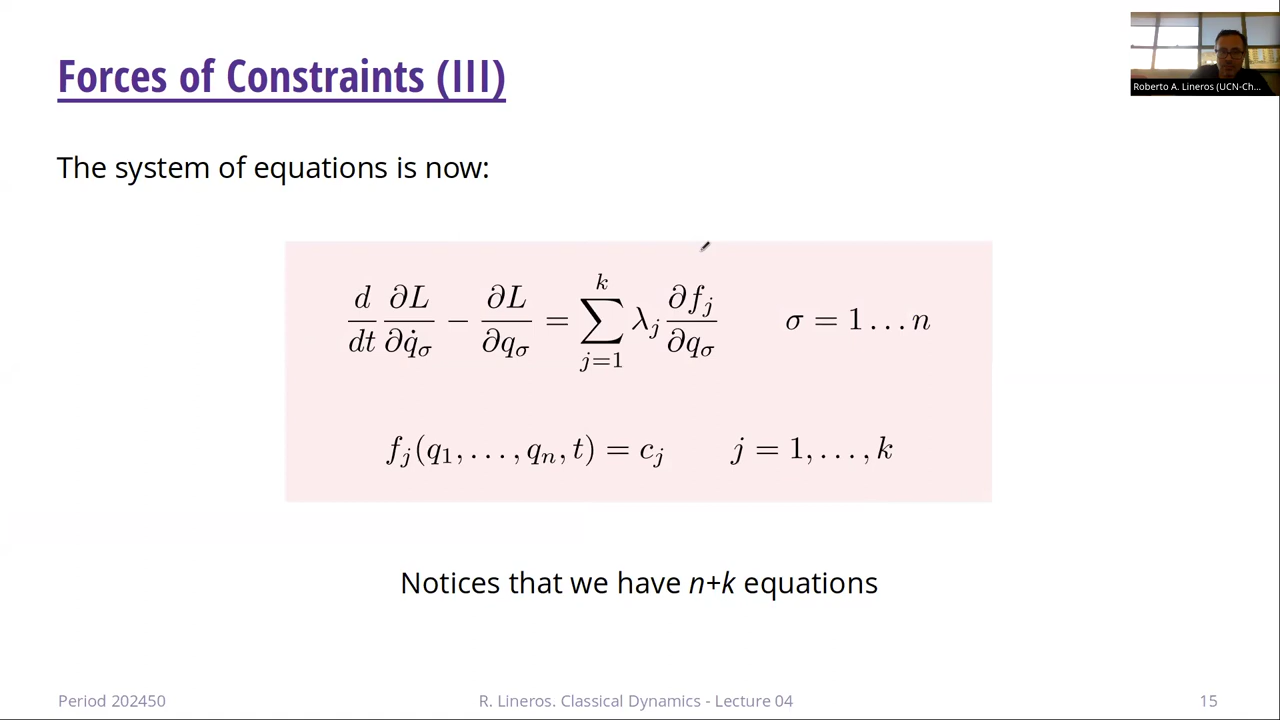 Forces of Constraints (III)
Roberto A. Lineros (UCN-Ch...
The system of equations is now:
d/dt ∂L/∂q̇_σ − ∂L/∂q_σ = ∑_{j=1}^{k} λ_j ∂f_j/∂q_σ σ = 1 … n
f_j(q_1, …, q_n, t) = c_j j = 1, …, k
Notices that we have n+k equations
Period 202450
R. Lineros. Classical Dynamics - Lecture 04
15